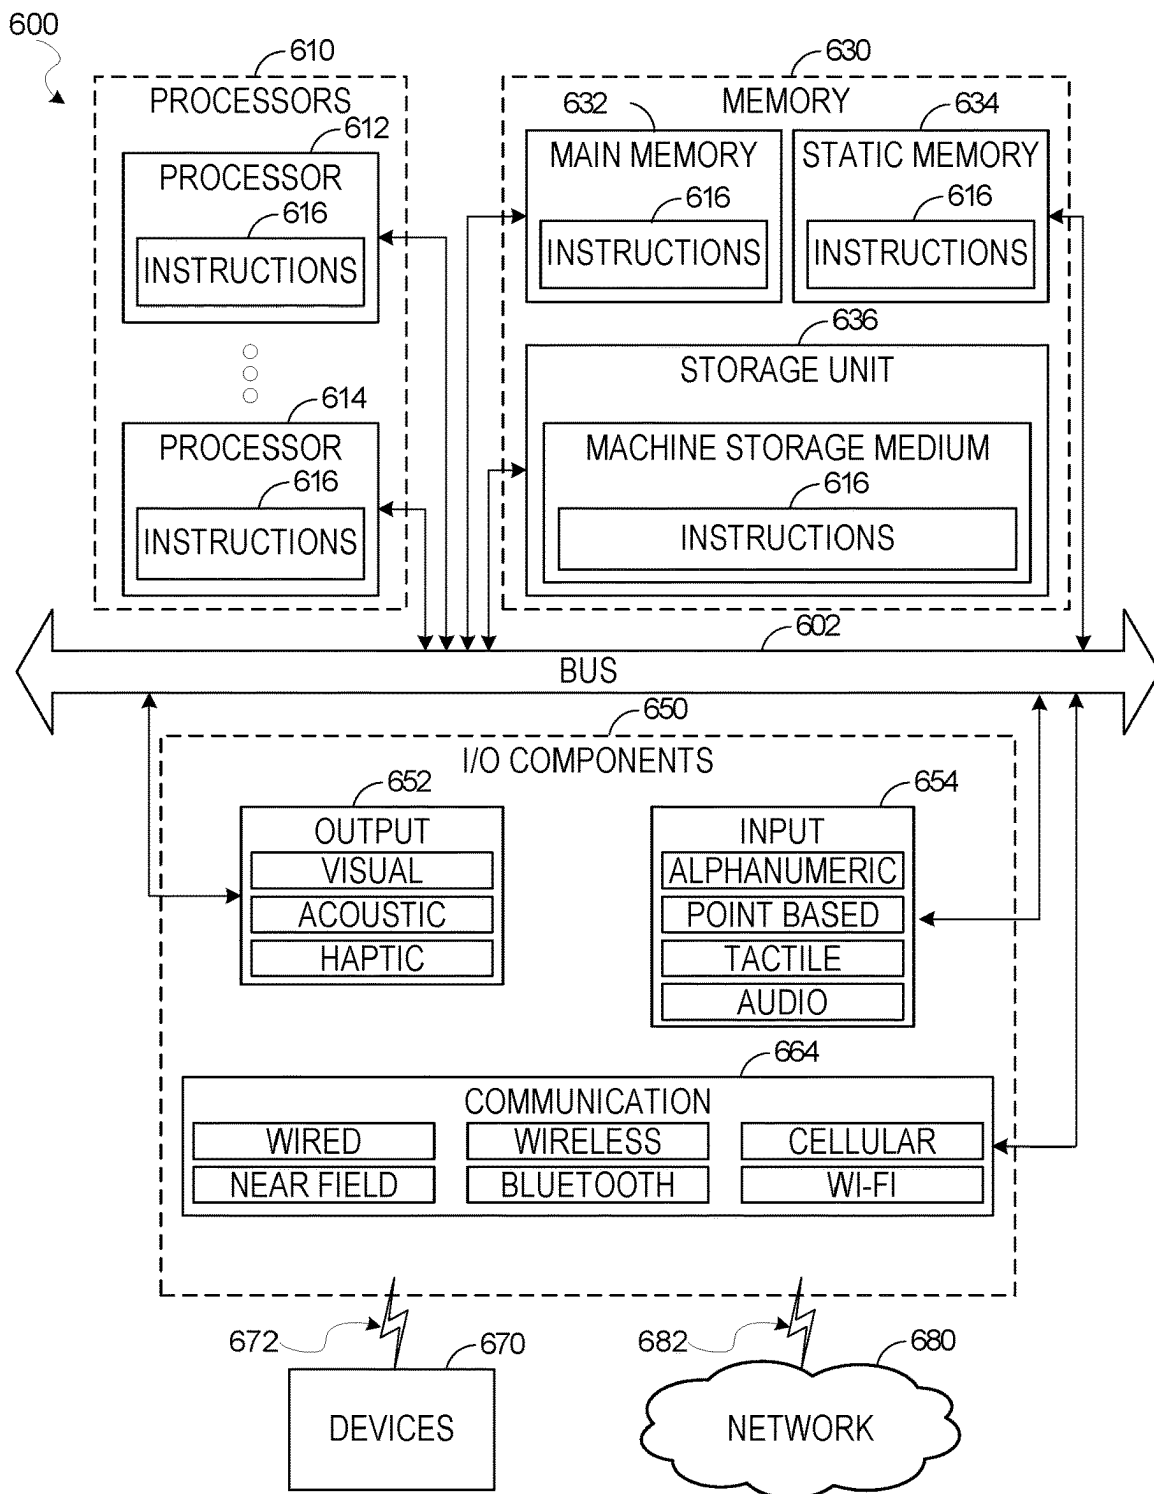 600
610
PROCESSORS
612
PROCESSOR
616
INSTRUCTIONS
614
PROCESSOR
616
INSTRUCTIONS
630
MEMORY
632
MAIN MEMORY
616
INSTRUCTIONS
634
STATIC MEMORY
616
INSTRUCTIONS
636
STORAGE UNIT
MACHINE STORAGE MEDIUM
616
INSTRUCTIONS
602
BUS
650
I/O COMPONENTS
652
OUTPUT
VISUAL
ACOUSTIC
HAPTIC
654
INPUT
ALPHANUMERIC
POINT BASED
TACTILE
AUDIO
664
COMMUNICATION
WIRED
WIRELESS
CELLULAR
NEAR FIELD
BLUETOOTH
WI-FI
672
670
DEVICES
682
680
NETWORK